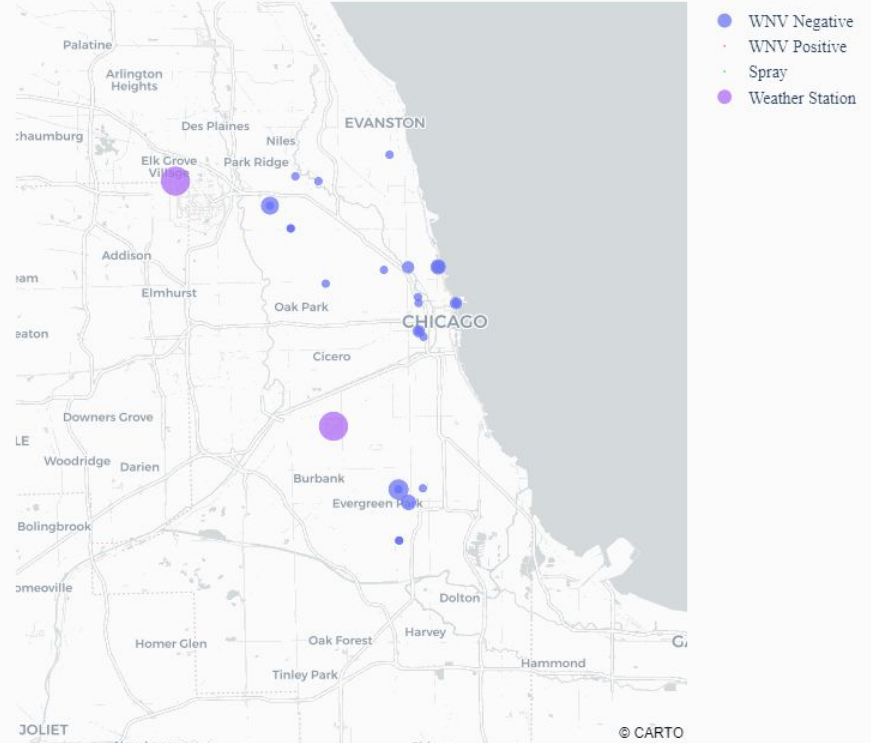 WNV Negative
WNV Positive
Spray
Weather Station
Palatine
Arlington
Heights
EVANSTON
Des Plaines
chaumburg
Niles
Elk Grove
Village
Park Ridge
Addison
eam
Elmhurst
Oak Park
CHICAGO
eaton
Cicero
Downers Grove
LE
Woodridge
Darien
Burbank
Evergreen Park
Bolingbrook
omeoville
Dolton
Harvey
Homer Glen
Oak Forest
Hammond
Tinley Park
JOLIET
© CARTO